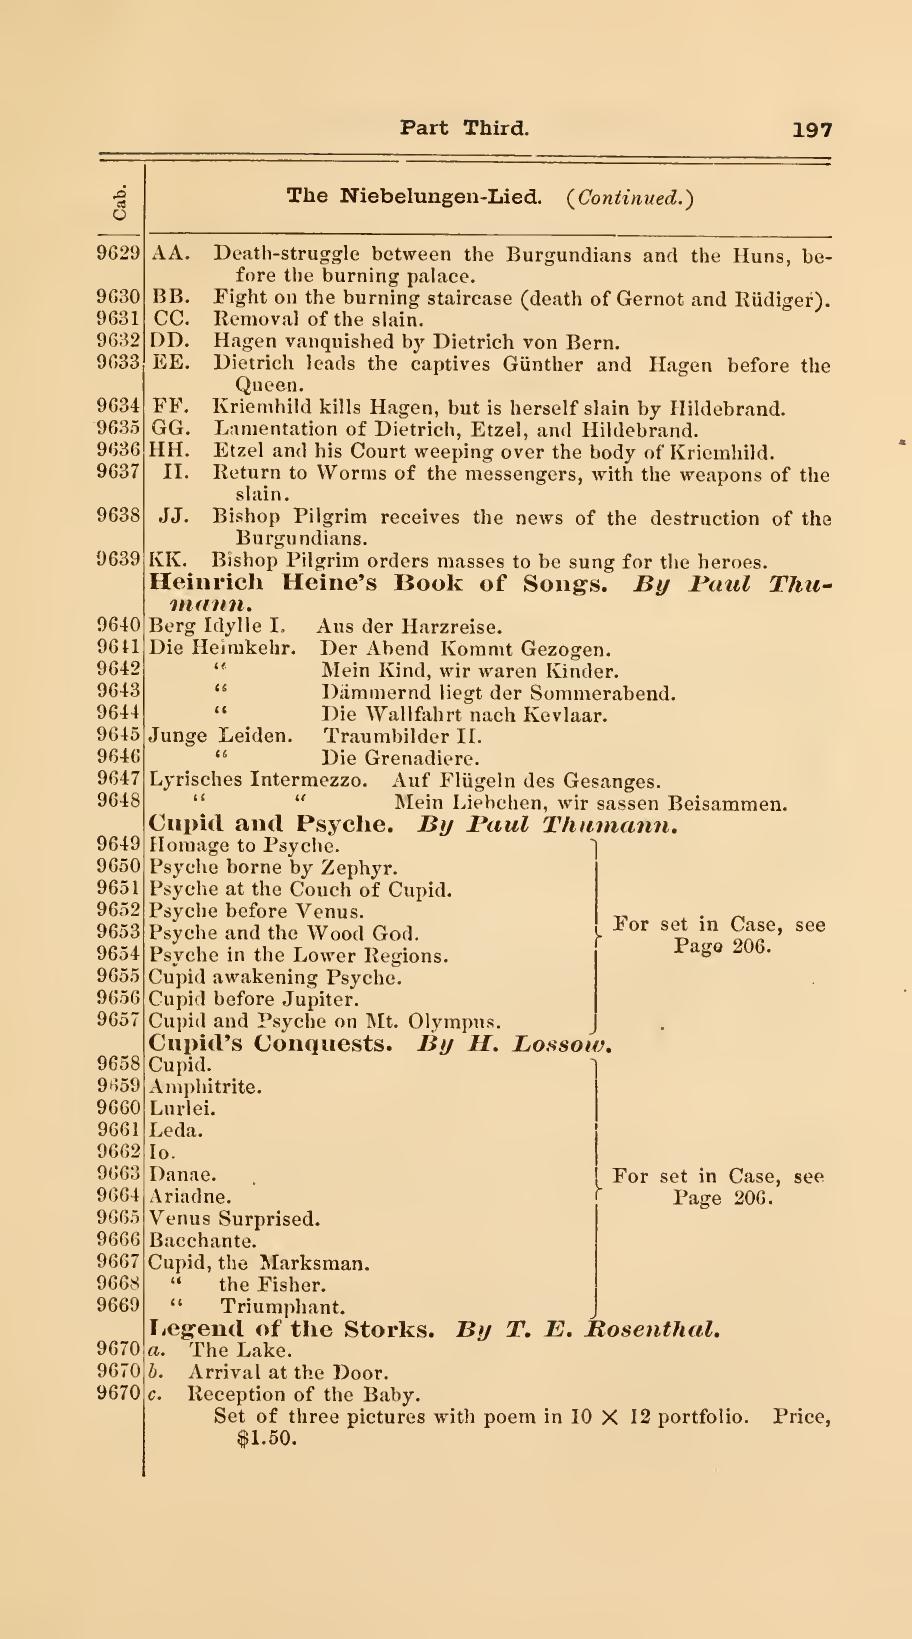 Part Third. 197
Cab.
The Niebelungen-Lied. (Continued.)
9629 AA. Death-struggle between the Burgundians and the Huns, be-
fore the burning palace.
9630 BB. Fight on the burning staircase (death of Gernot and Rüdiger).
9631 CC. Removal of the slain.
9632 DD. Hagen vanquished by Dietrich von Bern.
9633 EE. Dietrich leads the captives Günther and Hagen before the
Queen.
9634 FF. Kriemhild kills Hagen, but is herself slain by Hildebrand.
9635 GG. Lamentation of Dietrich, Etzel, and Hildebrand.
9636 HH. Etzel and his Court weeping over the body of Kriemhild.
9637 II. Return to Worms of the messengers, with the weapons of the
slain.
9638 JJ. Bishop Pilgrim receives the news of the destruction of the
Burgundians.
9639 KK. Bishop Pilgrim orders masses to be sung for the heroes.
Heinrich Heine's Book of Songs. By Paul Thu-
mann.
9640 Berg Idylle I. Aus der Harzreise.
9641 Die Heimkehr. Der Abend Kommt Gezogen.
9642 " Mein Kind, wir waren Kinder.
9643 " Dämmernd liegt der Sommerabend.
9644 " Die Wallfahrt nach Kevlaar.
9645 Junge Leiden. Traumbilder II.
9646 " Die Grenadiere.
9647 Lyrisches Intermezzo. Auf Flügeln des Gesanges.
9648 " " Mein Liebchen, wir sassen Beisammen.
Cupid and Psyche. By Paul Thumann.
9649 Homage to Psyche.
9650 Psyche borne by Zephyr.
9651 Psyche at the Couch of Cupid.
9652 Psyche before Venus.
9653 Psyche and the Wood God.
9654 Psyche in the Lower Regions.
9655 Cupid awakening Psyche.
9656 Cupid before Jupiter.
9657 Cupid and Psyche on Mt. Olympus.
For set in Case, see
Page 206.
Cupid's Conquests. By H. Lossow.
9658 Cupid.
9659 Amphitrite.
9660 Lurlei.
9661 Leda.
9662 Io.
9663 Danae.
9664 Ariadne.
9665 Venus Surprised.
9666 Bacchante.
9667 Cupid, the Marksman.
9668 " the Fisher.
9669 " Triumphant.
For set in Case, see
Page 206.
Legend of the Storks. By T. E. Rosenthal.
9670 a. The Lake.
9670 b. Arrival at the Door.
9670 c. Reception of the Baby.
Set of three pictures with poem in 10 × 12 portfolio. Price,
$1.50.